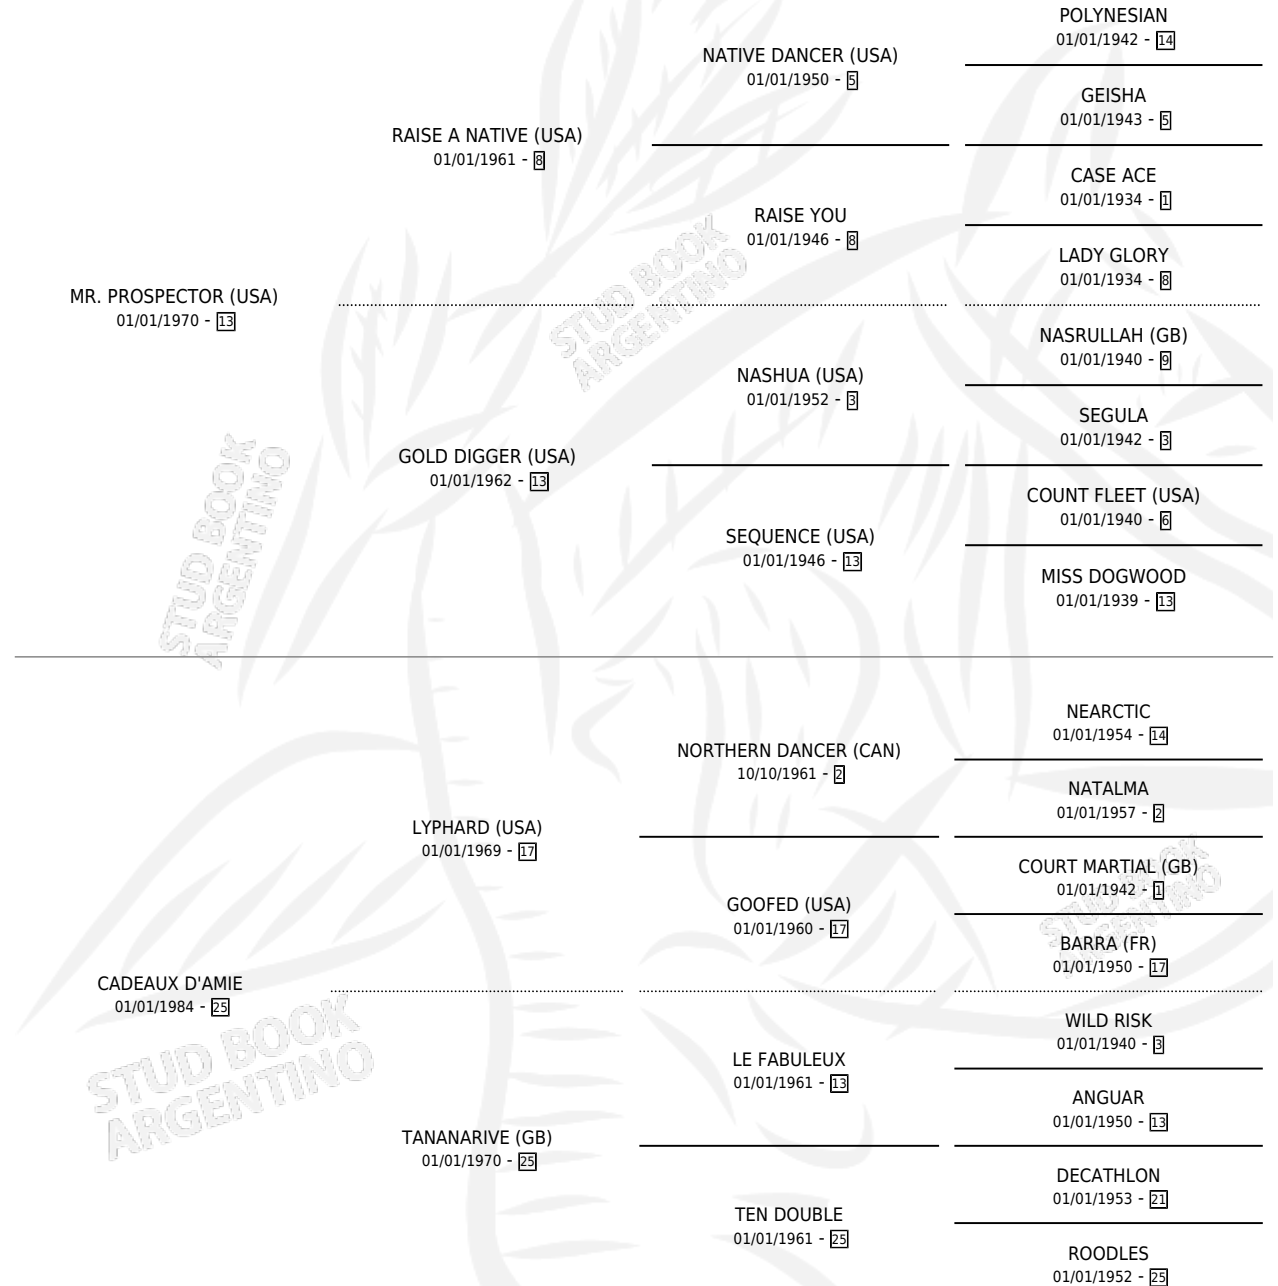 POLYNESIAN
01/01/1942 - 14
NATIVE DANCER (USA)
01/01/1950 - 5
GEISHA
01/01/1943 - 5
RAISE A NATIVE (USA)
01/01/1961 - 8
CASE ACE
01/01/1934 - 1
RAISE YOU
01/01/1946 - 8
LADY GLORY
01/01/1934 - 8
MR. PROSPECTOR (USA)
01/01/1970 - 13
STUD BOOK
ARGENTINO
NASRULLAH (GB)
01/01/1940 - 9
NASHUA (USA)
01/01/1952 - 3
SEGULA
01/01/1942 - 3
GOLD DIGGER (USA)
01/01/1962 - 13
COUNT FLEET (USA)
01/01/1940 - 6
SEQUENCE (USA)
01/01/1946 - 13
MISS DOGWOOD
01/01/1939 - 13
STUD BOOK
ARGENTINO
NEARCTIC
01/01/1954 - 14
NORTHERN DANCER (CAN)
10/10/1961 - 2
NATALMA
01/01/1957 - 2
LYPHARD (USA)
01/01/1969 - 17
COURT MARTIAL (GB)
01/01/1942 - 1
GOOFED (USA)
01/01/1960 - 17
BARRA (FR)
01/01/1950 - 17
STUD BOOK
ARGENTINO
CADEAUX D'AMIE
01/01/1984 - 25
WILD RISK
01/01/1940 - 3
LE FABULEUX
01/01/1961 - 13
ANGUAR
01/01/1950 - 13
STUD BOOK
ARGENTINO
TANANARIVE (GB)
01/01/1970 - 25
DECATHLON
01/01/1953 - 21
TEN DOUBLE
01/01/1961 - 25
ROODLES
01/01/1952 - 25